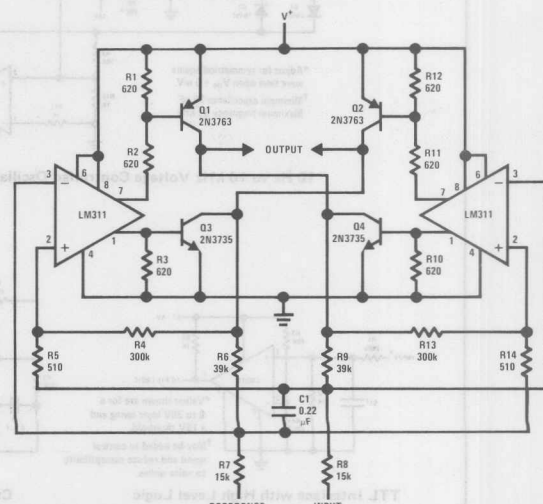 V+
R1
620
R12
620
Q1
2N3763
Q2
2N3763
R2
620
OUTPUT
R11
620
3
6
8
7
7
8
6
3
LM311
LM311
2
1
4
Q3
2N3735
Q4
2N3735
1
4
2
R3
620
R10
620
R4
300k
R13
300k
R5
510
R6
39k
R9
39k
R14
510
C1
0.22
μF
R7
15k
R8
15k